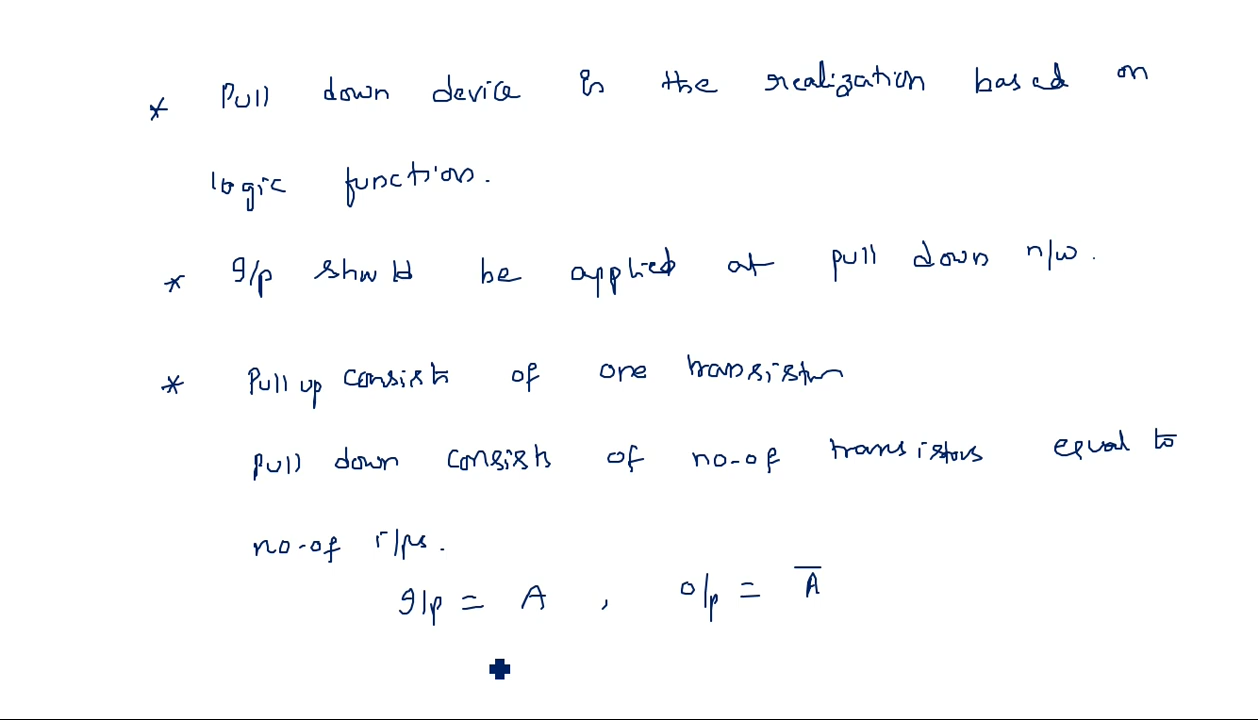 * Pull down device is the realization based on
logic function.
* I/p should be applied at pull down n/w.
* Pull up consists of one transistor
pull down consists of no-of transistors equal to
no-of i/ps.
I/p = A , o/p = A̅